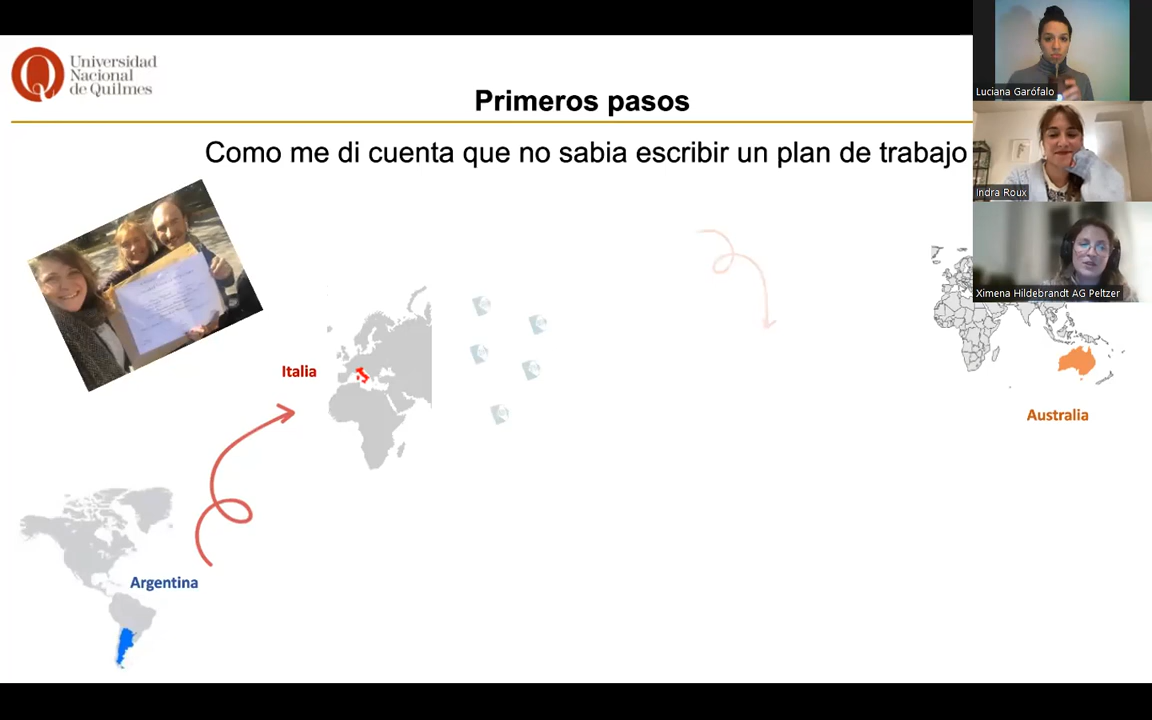 Universidad
Nacional
de Quilmes
Primeros pasos
Como me di cuenta que no sabia escribir un plan de trabajo
Luciana Garófalo
Indra Roux
Ximena Hildebrandt AG Peltzer
Italia
Australia
Argentina